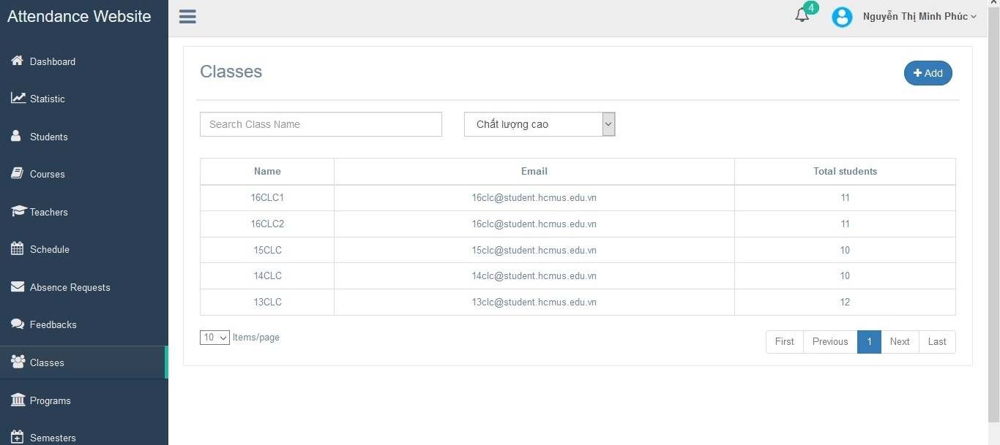 Attendance Website
4
Nguyễn Thị Minh Phúc
Dashboard
Statistic
Students
Courses
Teachers
Schedule
Absence Requests
Feedbacks
Classes
Programs
Semesters
Classes
Add
Search Class Name
Chất lượng cao
Name Email Total students
16CLC1 16clc@student.hcmus.edu.vn 11
16CLC2 16clc@student.hcmus.edu.vn 11
15CLC 15clc@student.hcmus.edu.vn 10
14CLC 14clc@student.hcmus.edu.vn 10
13CLC 13clc@student.hcmus.edu.vn 12
10 Items/page
First Previous 1 Next Last